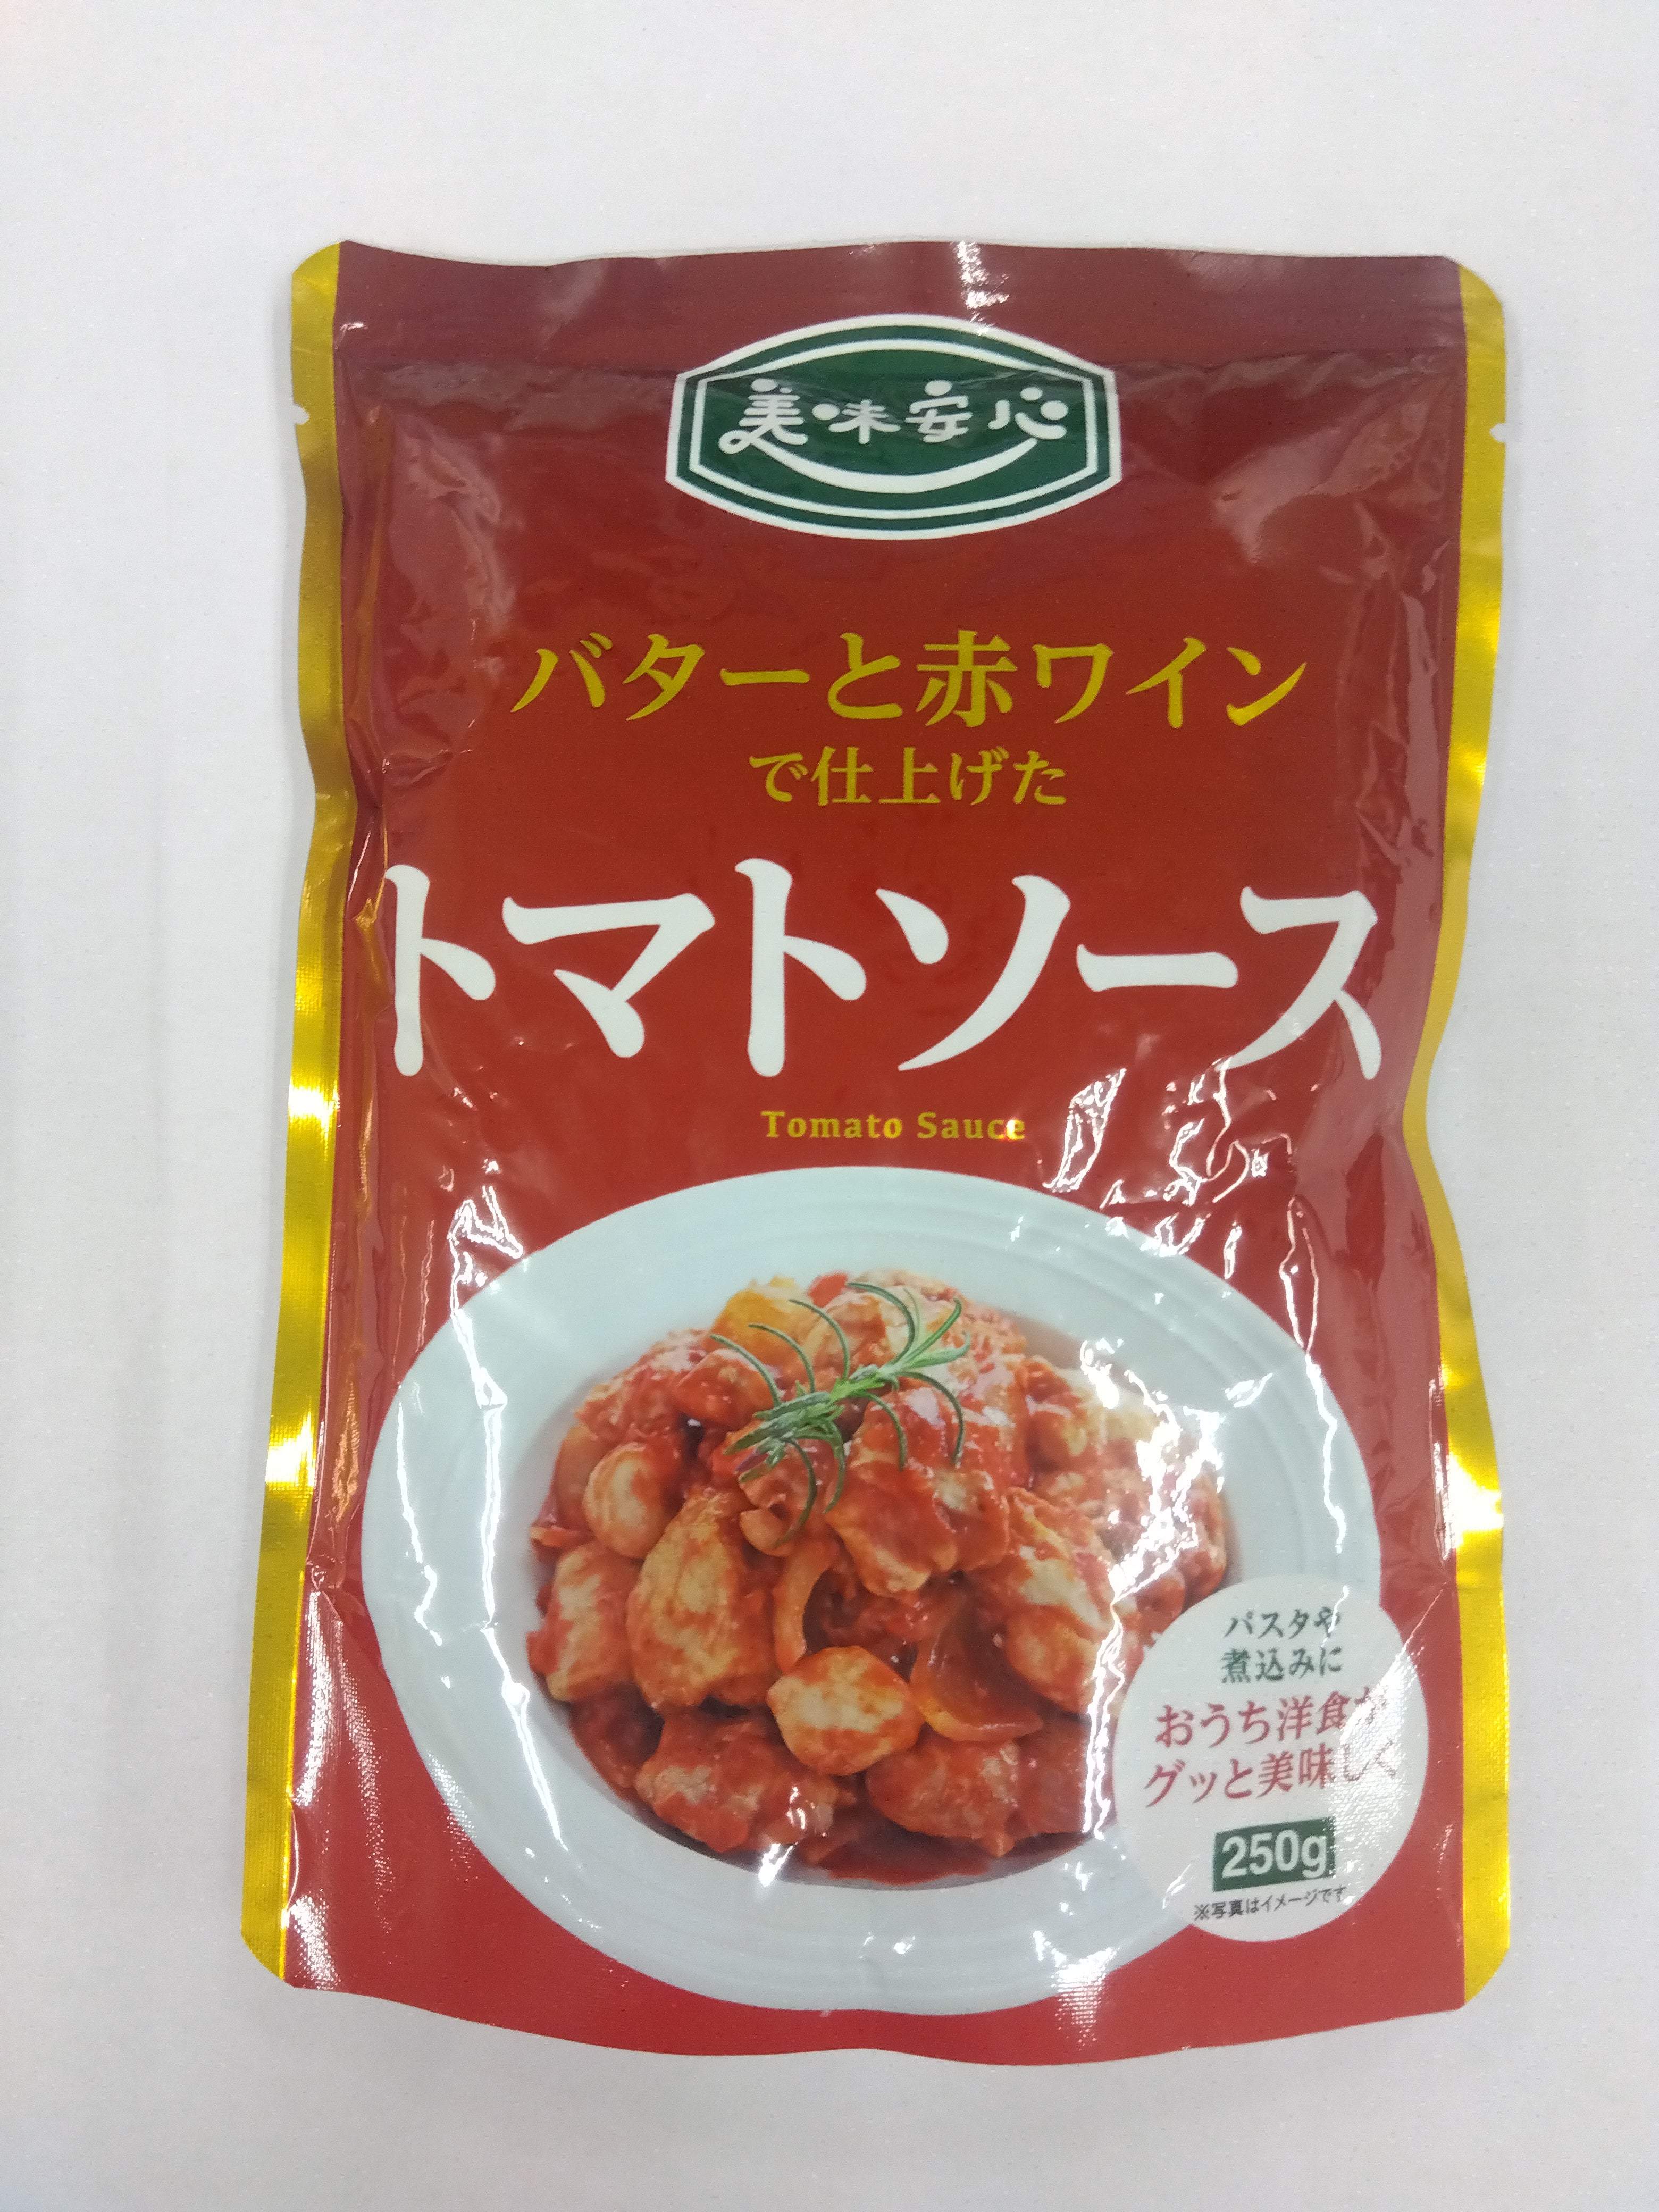 美味安心
バターと赤ワイン
で仕上げた
トマトソース
Tomato Sauce
パスタや
煮込みに
おうち洋食が
グッと美味しく
250g
※写真はイメージです